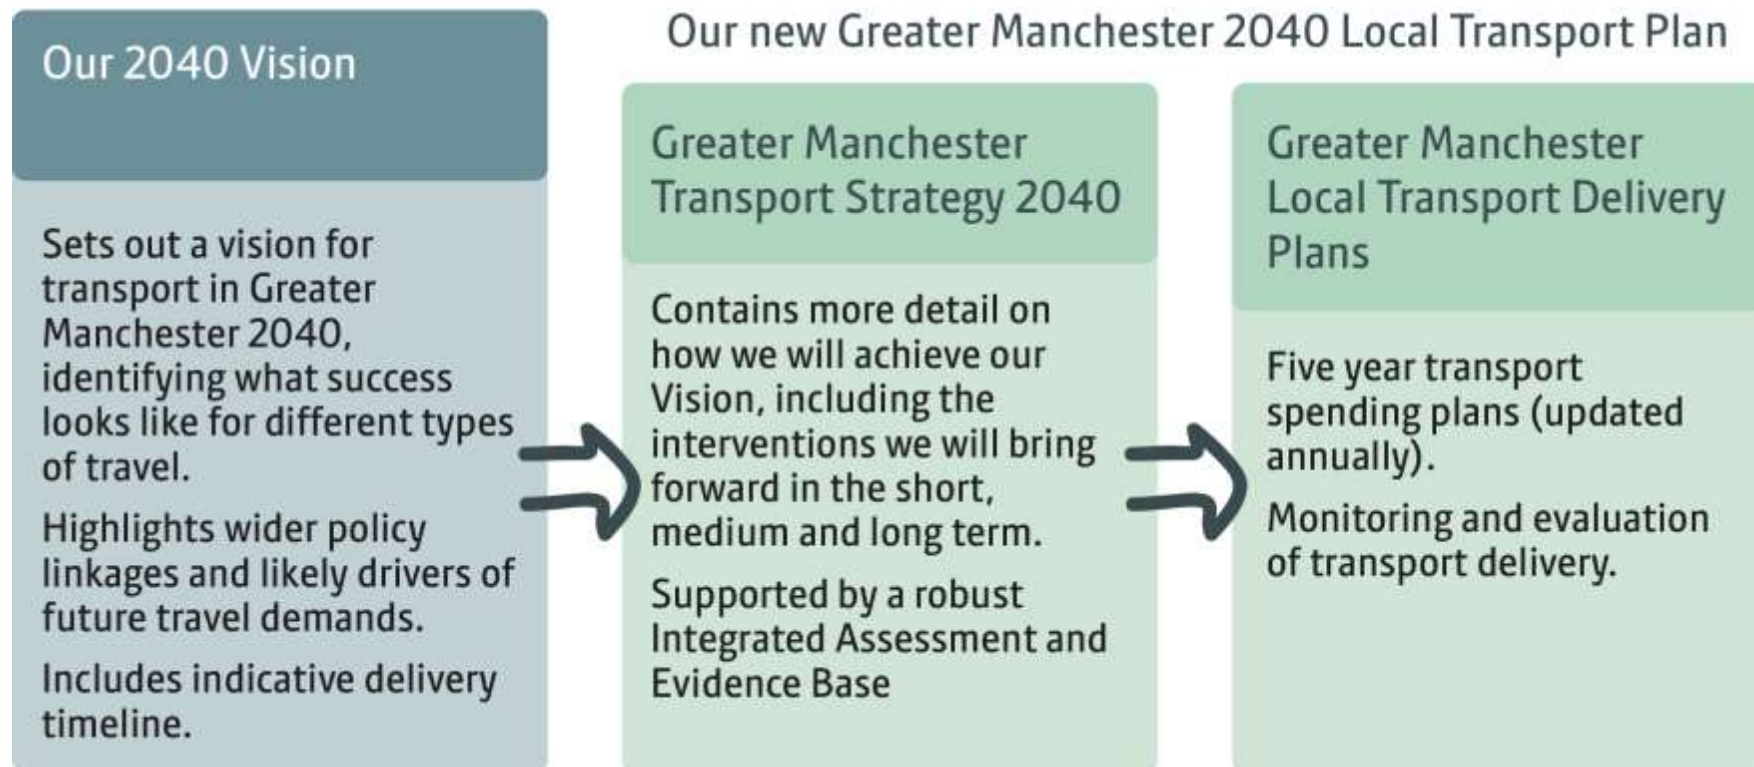 Our 2040 Vision
Sets out a vision for
transport in Greater
Manchester 2040,
identifying what success
looks like for different types
of travel.
Highlights wider policy
linkages and likely drivers of
future travel demands.
Includes indicative delivery
timeline.
Our new Greater Manchester 2040 Local Transport Plan
Greater Manchester
Transport Strategy 2040
Contains more detail on
how we will achieve our
Vision, including the
interventions we will bring
forward in the short,
medium and long term.
Supported by a robust
Integrated Assessment and
Evidence Base
Greater Manchester
Local Transport Delivery
Plans
Five year transport
spending plans (updated
annually).
Monitoring and evaluation
of transport delivery.